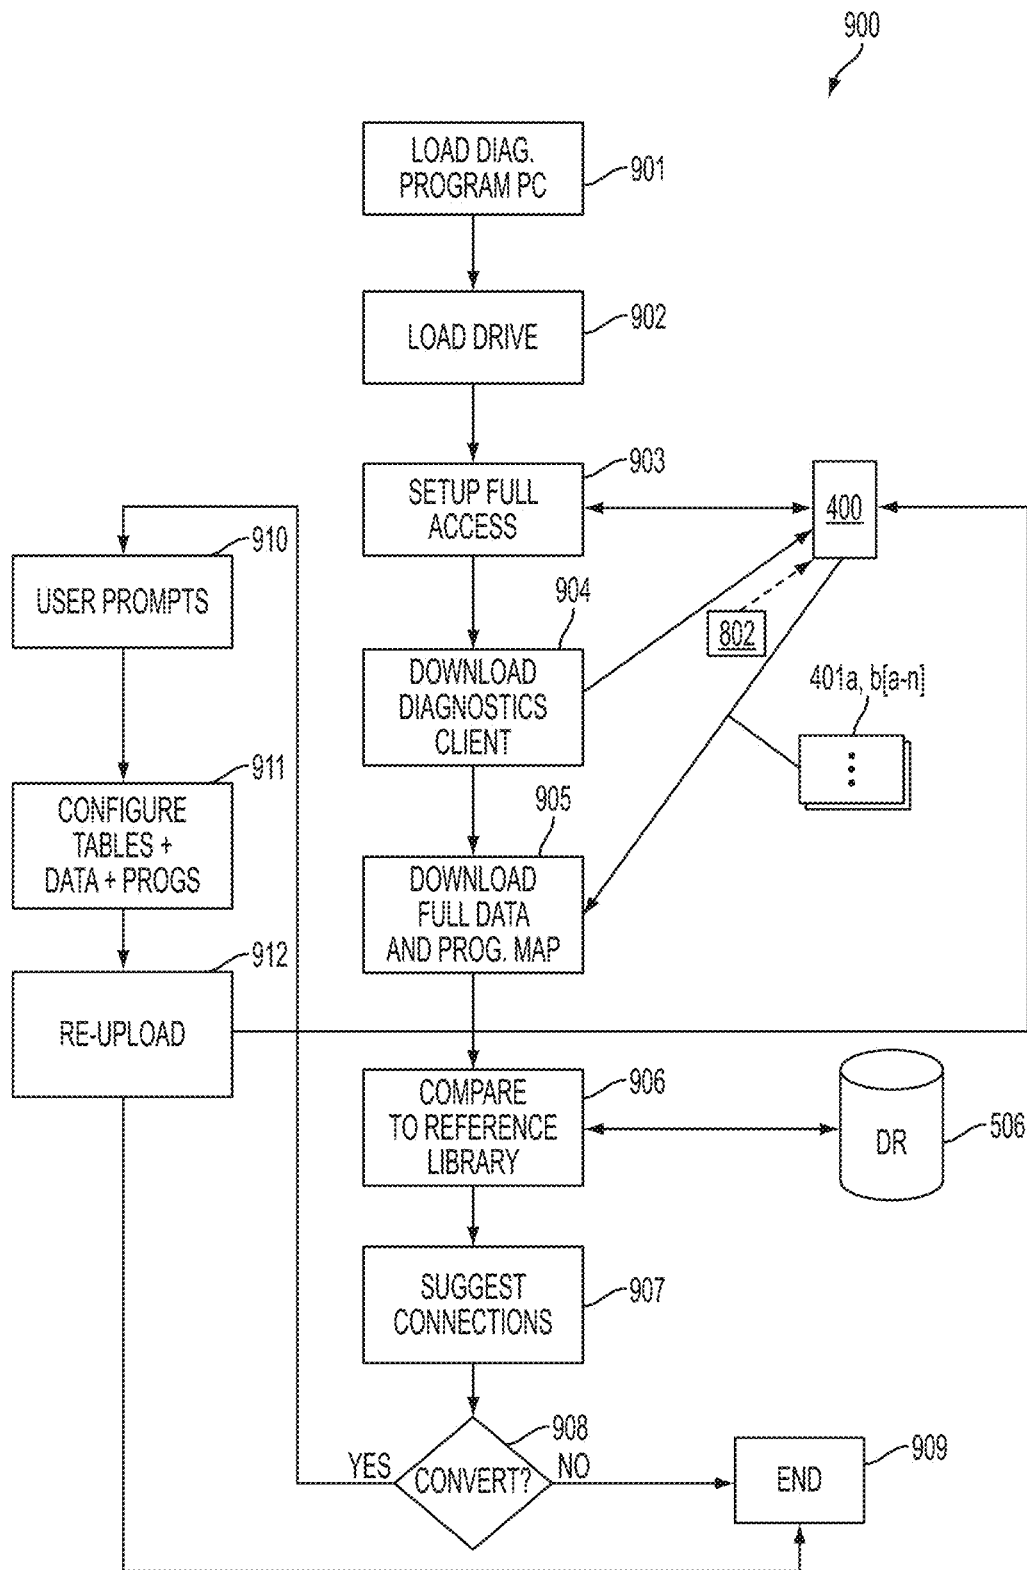 900
LOAD DIAG.
PROGRAM PC
901
LOAD DRIVE
902
SETUP FULL
ACCESS
903
400
USER PROMPTS
910
904
802
DOWNLOAD
DIAGNOSTICS
CLIENT
401a, b[a-n]
911
CONFIGURE
TABLES +
DATA + PROGS
905
DOWNLOAD
FULL DATA
AND PROG. MAP
912
RE-UPLOAD
COMPARE
TO REFERENCE
LIBRARY
906
DR
506
SUGGEST
CONNECTIONS
907
908
YES
CONVERT?
NO
END
909